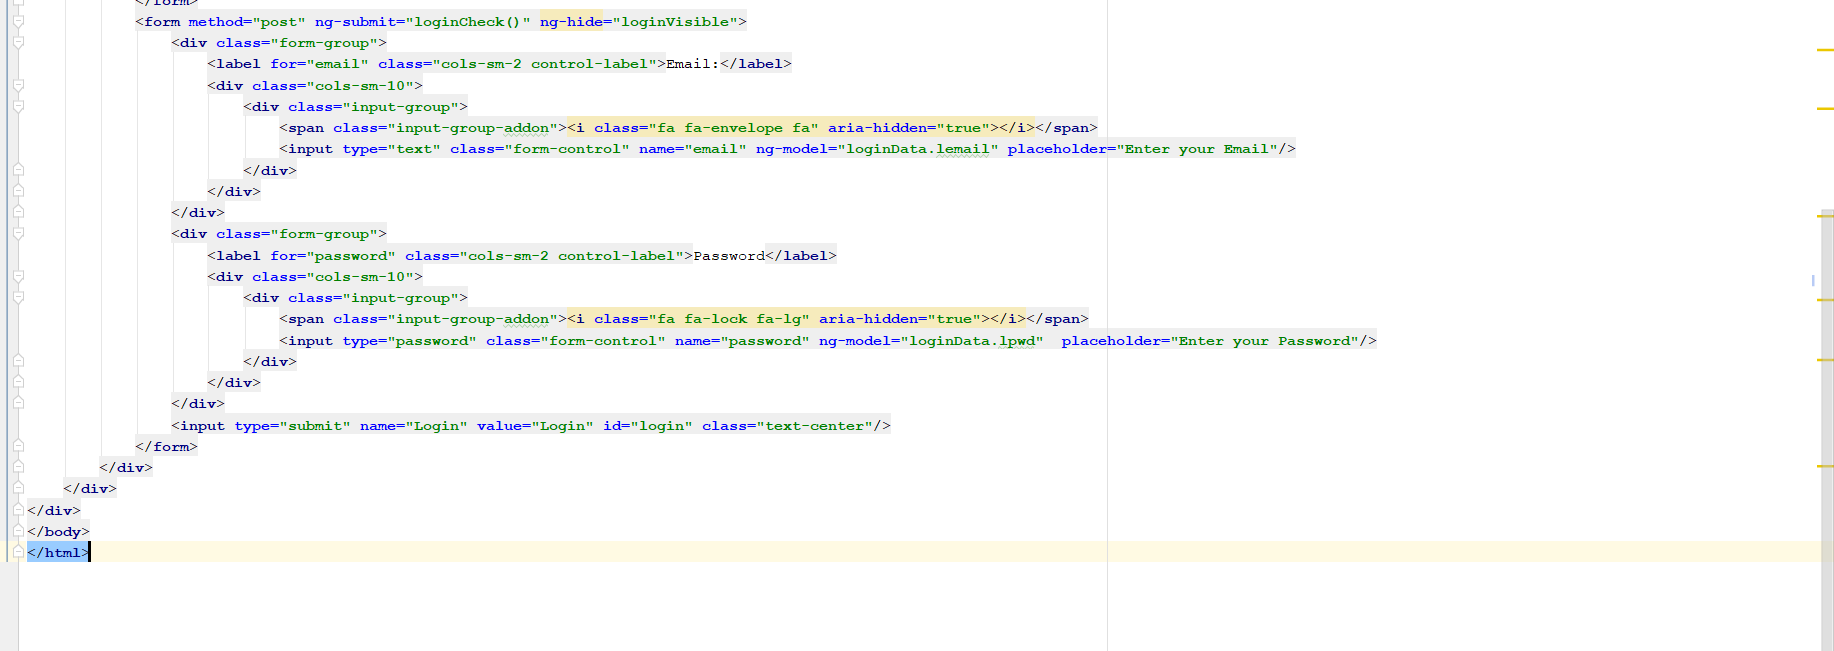 </form>
<form method="post" ng-submit="loginCheck()" ng-hide="loginVisible">
<div class="form-group">
<label for="email" class="cols-sm-2 control-label">Email:</label>
<div class="cols-sm-10">
<div class="input-group">
<span class="input-group-addon"><i class="fa fa-envelope fa" aria-hidden="true"></i></span>
<input type="text" class="form-control" name="email" ng-model="loginData.lemail" placeholder="Enter your Email"/>
</div>
</div>
</div>
<div class="form-group">
<label for="password" class="cols-sm-2 control-label">Password</label>
<div class="cols-sm-10">
<div class="input-group">
<span class="input-group-addon"><i class="fa fa-lock fa-lg" aria-hidden="true"></i></span>
<input type="password" class="form-control" name="password" ng-model="loginData.lpwd"  placeholder="Enter your Password"/>
</div>
</div>
</div>
<input type="submit" name="Login" value="Login" id="login" class="text-center"/>
</form>
</div>
</div>
</div>
</body>
</html>